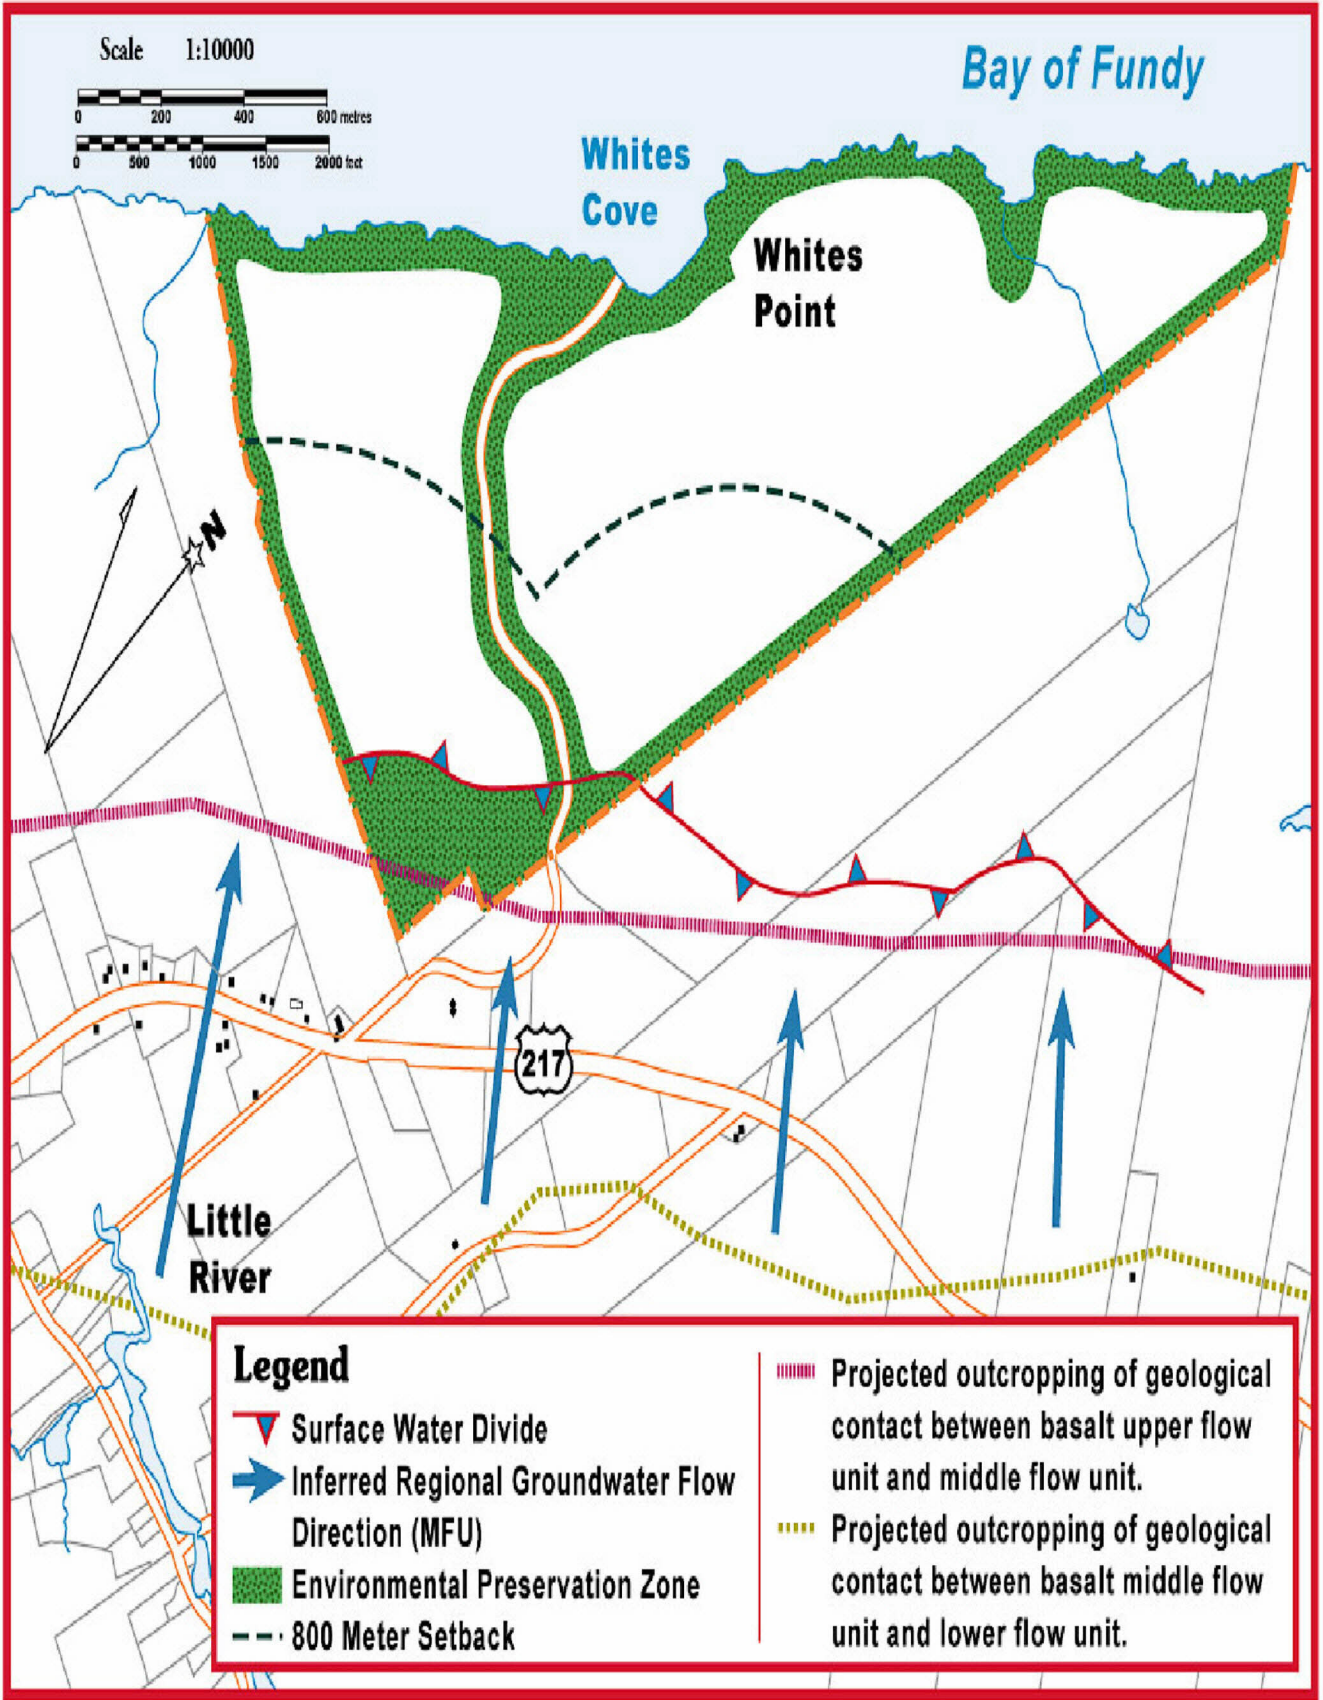 Scale 1:10000
0 200 400 600 metres
0 500 1000 1500 2000 feet
Bay of Fundy
Whites
Cove
Whites
Point
N
217
Little
River
Legend
Surface Water Divide
Inferred Regional Groundwater Flow
Direction (MFU)
Environmental Preservation Zone
800 Meter Setback
Projected outcropping of geological
contact between basalt upper flow
unit and middle flow unit.
Projected outcropping of geological
contact between basalt middle flow
unit and lower flow unit.